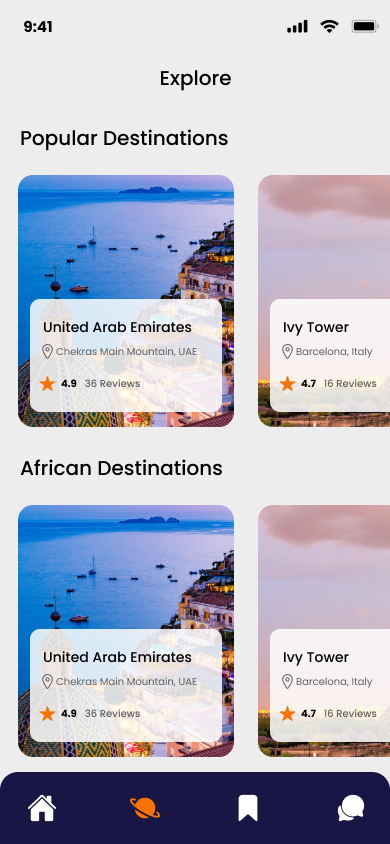 9:41
Explore
Popular Destinations
United Arab Emirates
Chekras Main Mountain, UAE
4.9 36 Reviews
Ivy Tower
Barcelona, Italy
4.7 16 Reviews
African Destinations
United Arab Emirates
Chekras Main Mountain, UAE
4.9 36 Reviews
Ivy Tower
Barcelona, Italy
4.7 16 Reviews